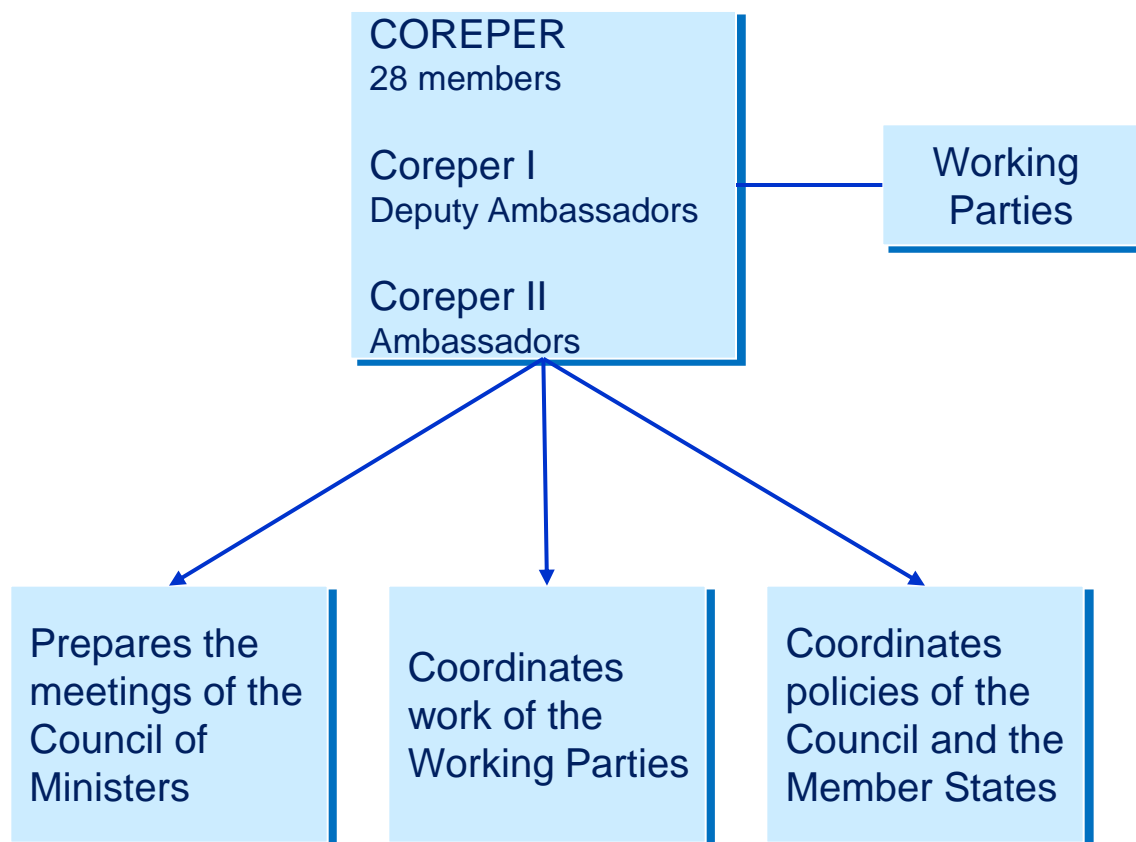 COREPER
28 members
Coreper I
Deputy Ambassadors
Coreper II
Ambassadors
Working
Parties
Prepares the
meetings of the
Council of
Ministers
Coordinates
work of the
Working Parties
Coordinates
policies of the
Council and the
Member States